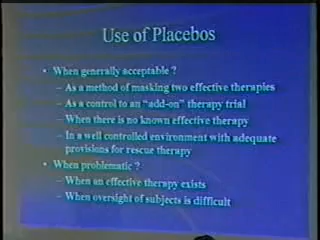 Use of Placebos
• When generally acceptable ?
– As a method of masking two effective therapies
– As a control to an "add-on" therapy trial
– When there is no known effective therapy
– In a well controlled environment with adequate
provisions for rescue therapy
• When problematic ?
– When an effective therapy exists
– When oversight of subjects is difficult